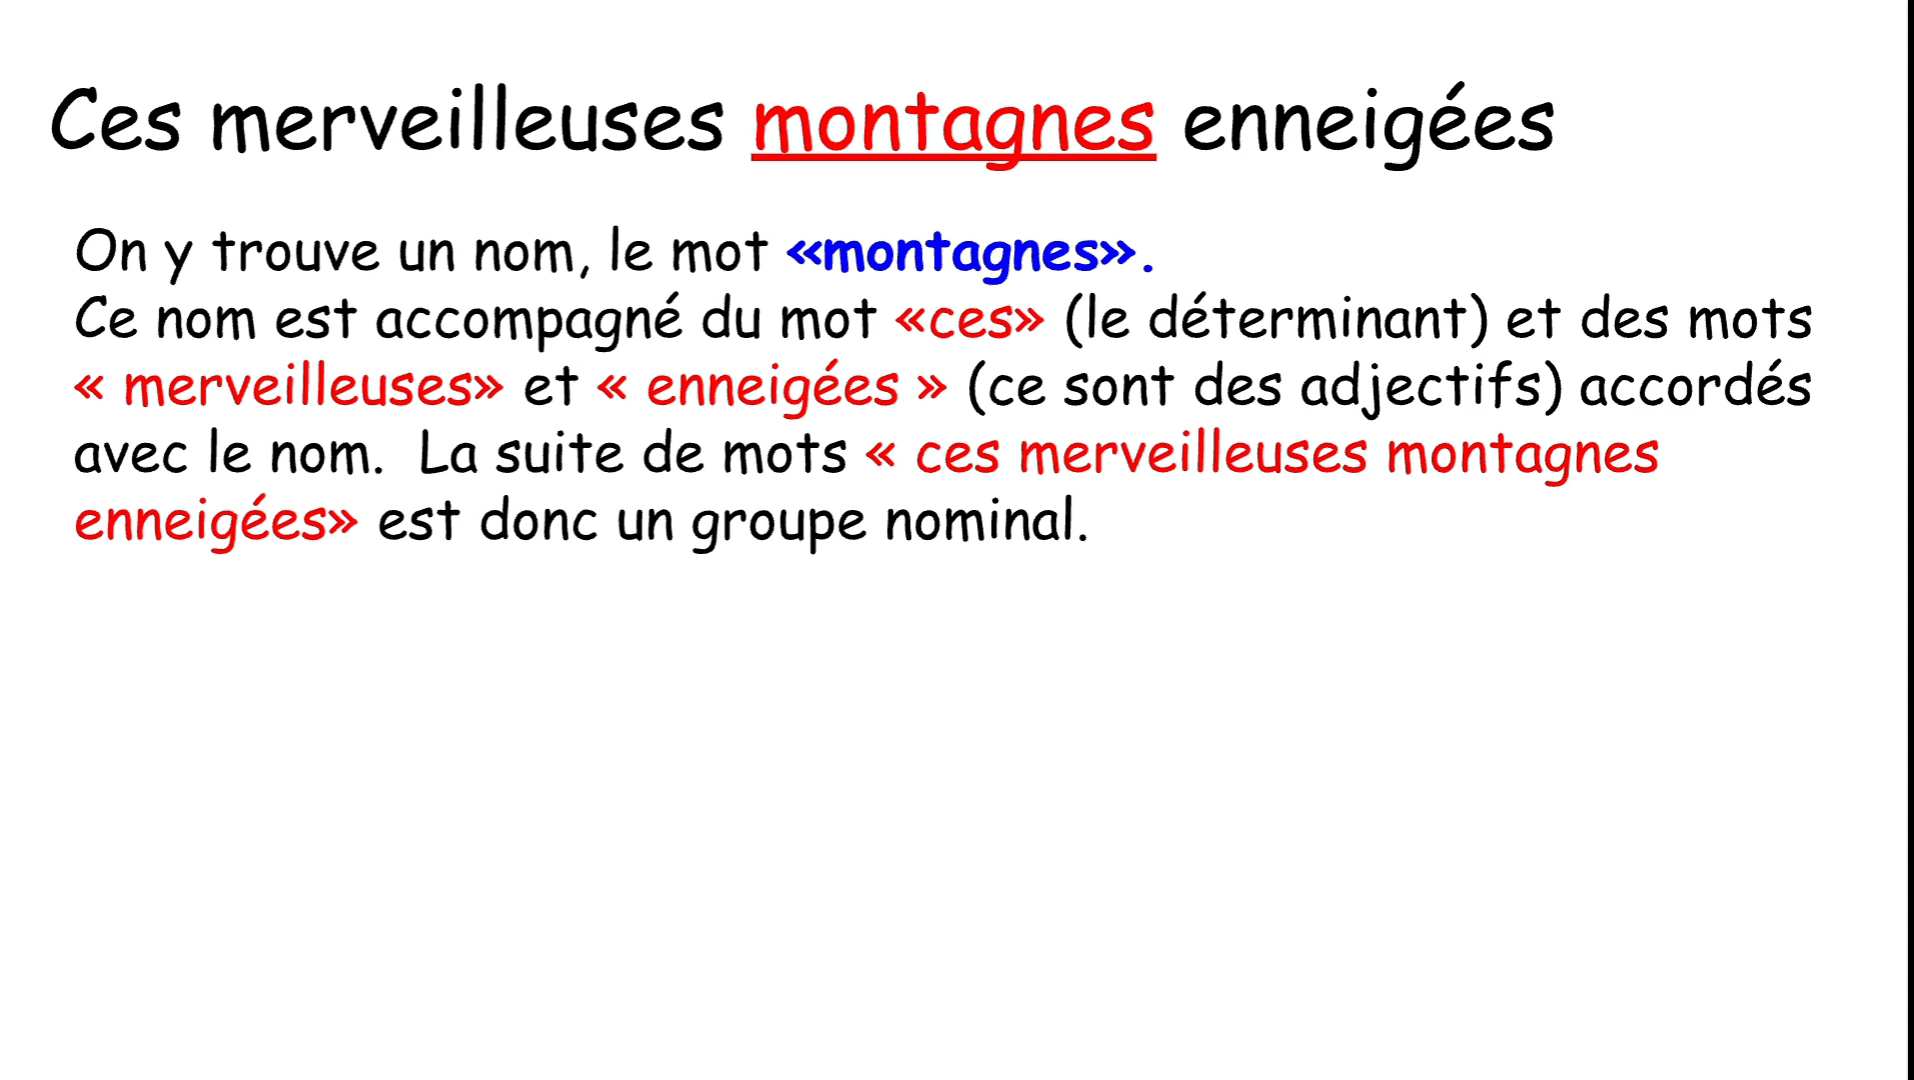 Ces merveilleuses montagnes enneigées
On y trouve un nom, le mot «montagnes».
Ce nom est accompagné du mot «ces» (le déterminant) et des mots
« merveilleuses» et « enneigées » (ce sont des adjectifs) accordés
avec le nom.  La suite de mots « ces merveilleuses montagnes
enneigées» est donc un groupe nominal.